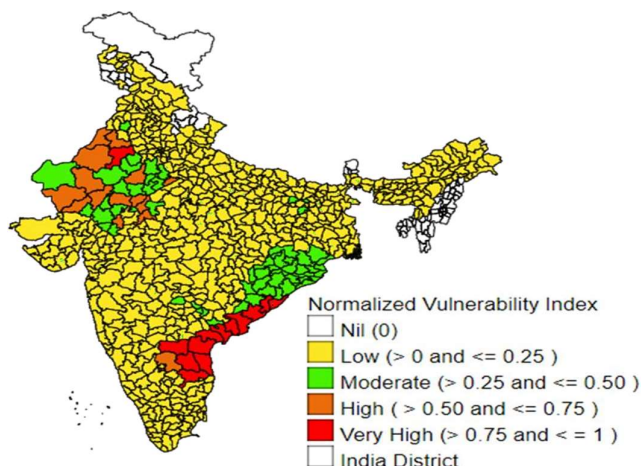 Normalized Vulnerability Index
Nil (0)
Low (> 0 and <= 0.25 )
Moderate (> 0.25 and <= 0.50 )
High ( > 0.50 and <= 0.75 )
Very High (> 0.75 and < = 1 )
India District